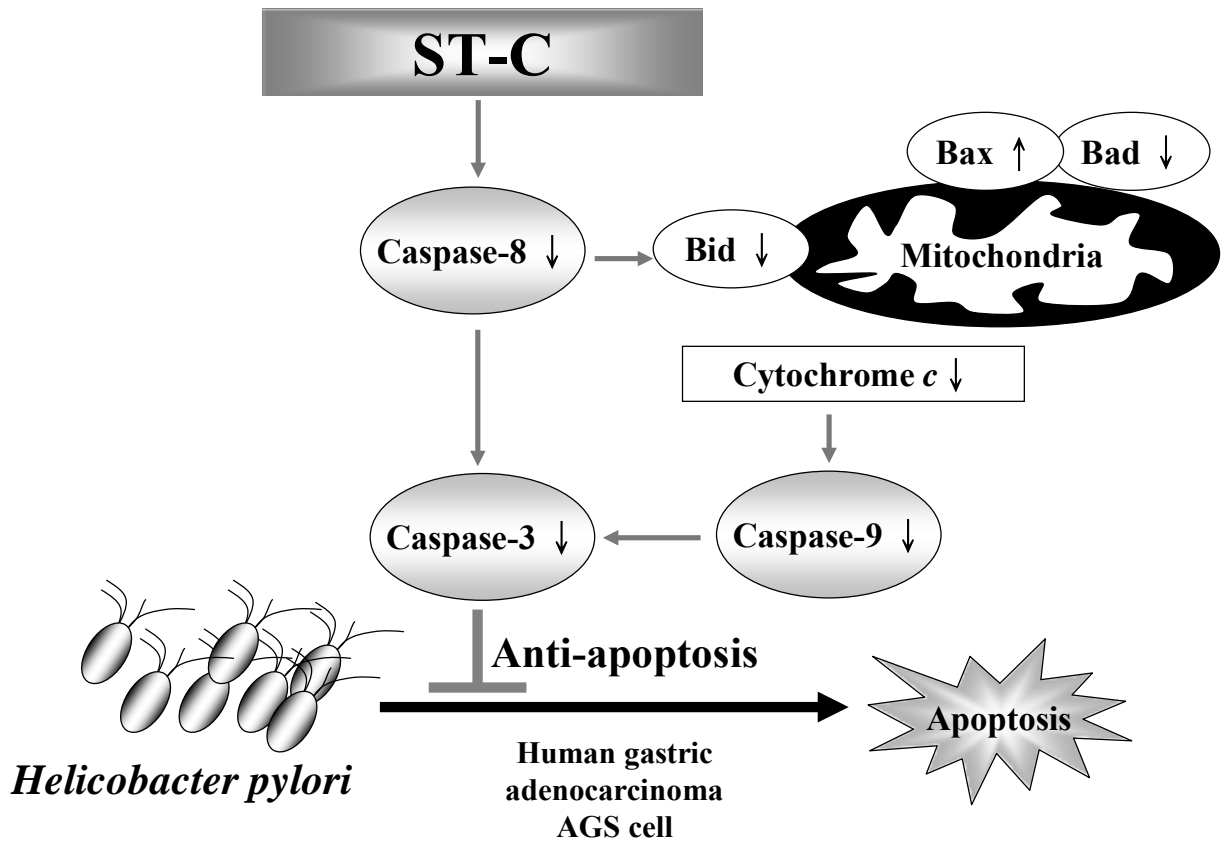 ST-C
Bax ↑
Bad ↓
Caspase-8 ↓
Bid ↓
Mitochondria
Cytochrome c ↓
Caspase-3 ↓
Caspase-9 ↓
Anti-apoptosis
Apoptosis
Helicobacter pylori
Human gastric
adenocarcinoma
AGS cell